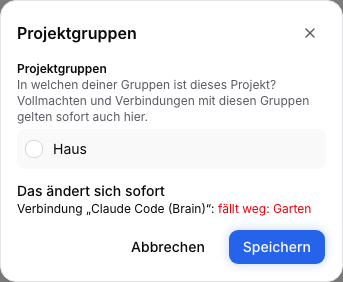 Projektgruppen
Projektgruppen
In welchen deiner Gruppen ist dieses Projekt?
Vollmachten und Verbindungen mit diesen Gruppen
gelten sofort auch hier.
Haus
Das ändert sich sofort
Verbindung „Claude Code (Brain)“: fällt weg: Garten
Abbrechen
Speichern